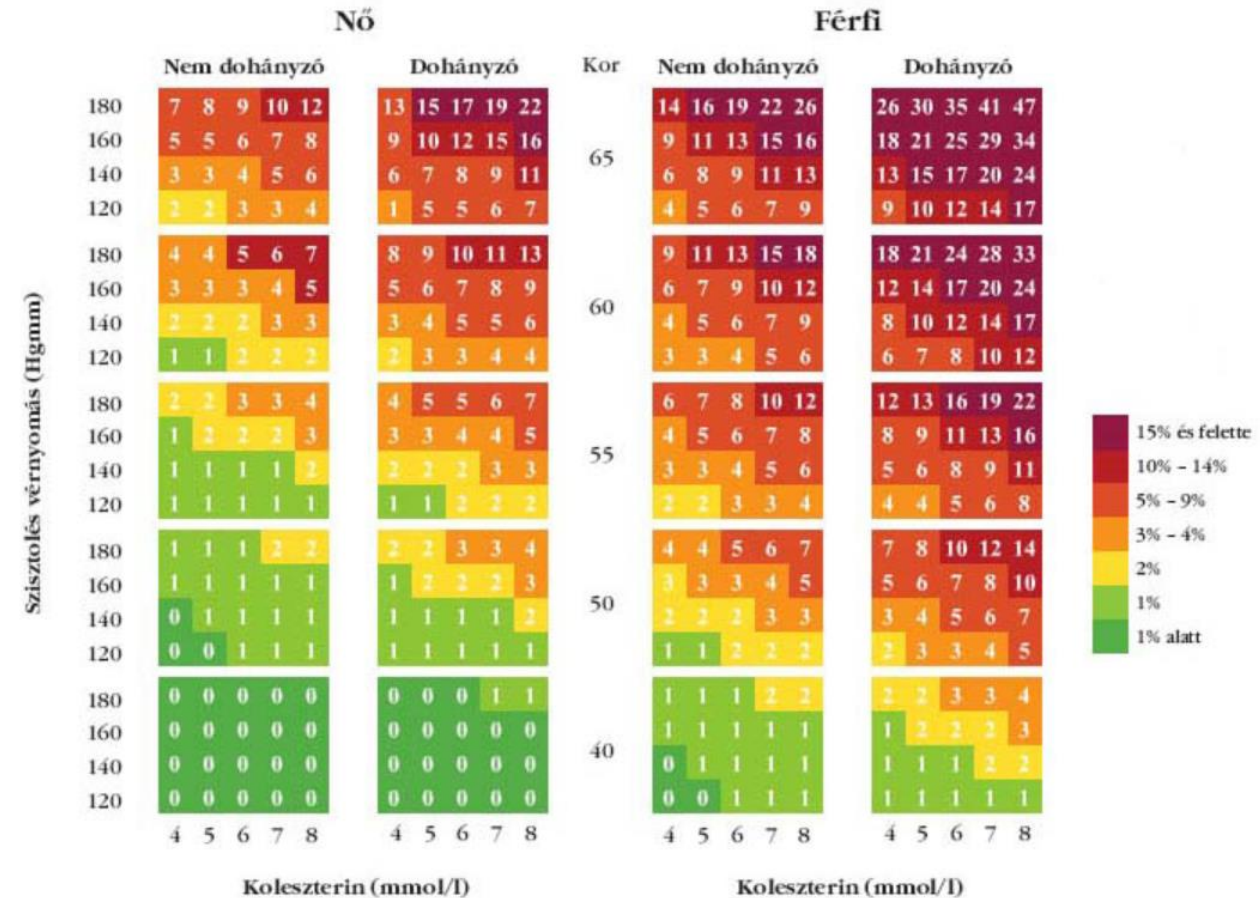 Nő Férfi
Nem dohányzó Dohányzó Kor Nem dohányzó Dohányzó
180 7 8 9 10 12 13 15 17 19 22 14 16 19 22 26 26 30 35 41 47
160 5 5 6 7 8 9 10 12 15 16 9 11 13 15 16 18 21 25 29 34
65
140 3 3 4 5 6 6 7 8 9 11 6 8 9 11 13 13 15 17 20 24
120 2 2 3 3 4 1 5 5 6 7 4 5 6 7 9 9 10 12 14 17
180 4 4 5 6 7 8 9 10 11 13 9 11 13 15 18 18 21 24 28 33
160 3 3 3 4 5 5 6 7 8 9 6 7 9 10 12 12 14 17 20 24
60
140 2 2 2 3 3 3 4 5 5 6 4 5 6 7 9 8 10 12 14 17
120 1 1 2 2 2 2 3 3 4 4 3 3 4 5 6 6 7 8 10 12
180 2 2 3 3 4 4 5 5 6 7 6 7 8 10 12 12 13 16 19 22
160 1 2 2 2 3 3 3 4 4 5 4 5 6 7 8 8 9 11 13 16
55
140 1 1 1 1 2 2 2 2 3 3 3 3 4 5 6 5 6 8 9 11
120 1 1 1 1 1 1 1 2 2 2 2 2 3 3 4 4 4 5 6 8
180 1 1 1 2 2 2 2 3 3 4 4 4 5 6 7 7 8 10 12 14
160 1 1 1 1 1 1 2 2 2 3 3 3 3 4 5 5 6 7 8 10
50
140 0 1 1 1 1 1 1 1 1 2 2 2 2 3 3 3 4 5 6 7
120 0 0 1 1 1 1 1 1 1 1 1 1 2 2 2 2 3 3 4 5
180 0 0 0 0 0 0 0 0 1 1 1 1 1 2 2 2 2 3 3 4
160 0 0 0 0 0 0 0 0 0 0 1 1 1 1 1 1 2 2 2 3
40
140 0 0 0 0 0 0 0 0 0 0 0 1 1 1 1 1 1 1 2 2
120 0 0 0 0 0 0 0 0 0 0 0 0 1 1 1 1 1 1 1 1
4 5 6 7 8 4 5 6 7 8 4 5 6 7 8 4 5 6 7 8
Koleszterin (mmol/l) Koleszterin (mmol/l)
Szisztolés vérnyomás (Hgmm)
15% és felette
10% – 14%
5% – 9%
3% – 4%
2%
1%
1% alatt